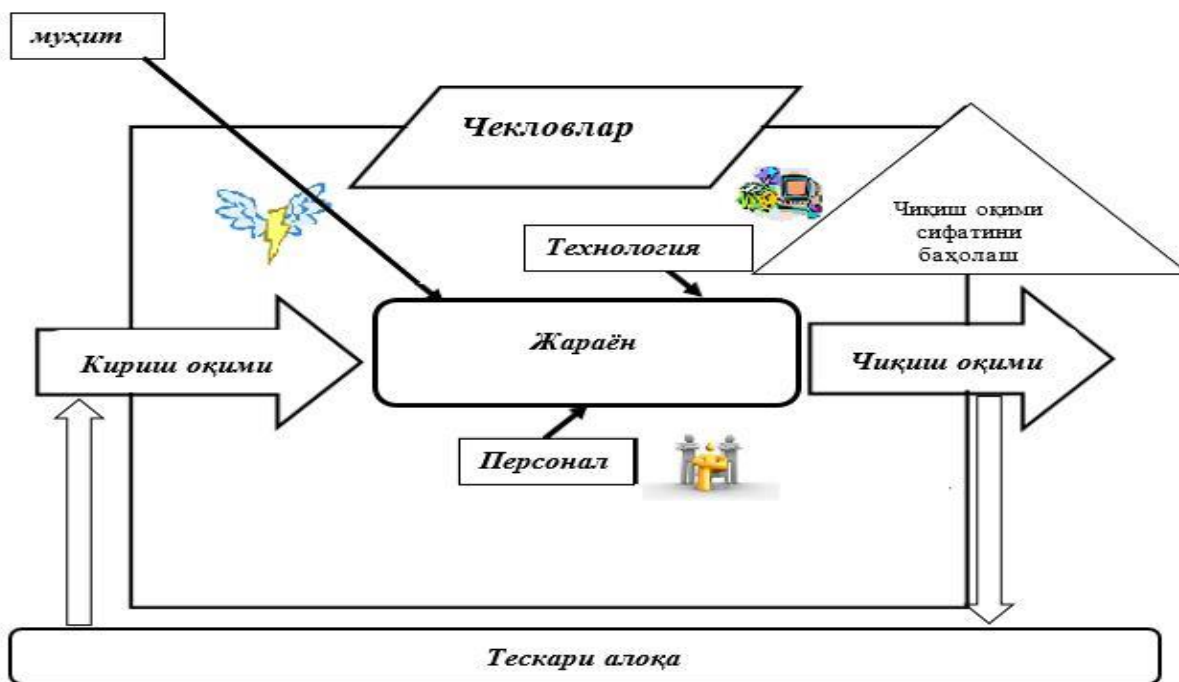 муҳит
Чекловлар
Чиқиш оқими
сифатини
баҳолаш
Технология
Жараён
Кириш оқими
Чиқиш оқими
Персонал
Тескари алоқа